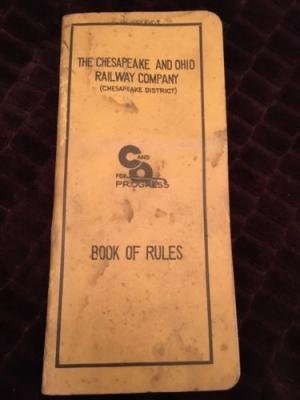 THE CHESAPEAKE AND OHIO
RAILWAY COMPANY
(CHESAPEAKE DISTRICT)
C AND O
FOR PROGRESS
BOOK OF RULES